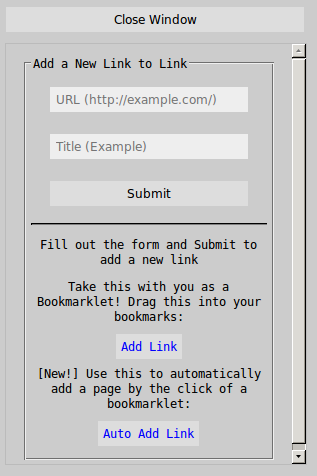 Close Window
Add a New Link to Link
URL (http://example.com/)
Title (Example)
Submit
Fill out the form and Submit to
add a new link
Take this with you as a
Bookmarklet! Drag this into your
bookmarks:
Add Link
[New!] Use this to automatically
add a page by the click of a
bookmarklet:
Auto Add Link